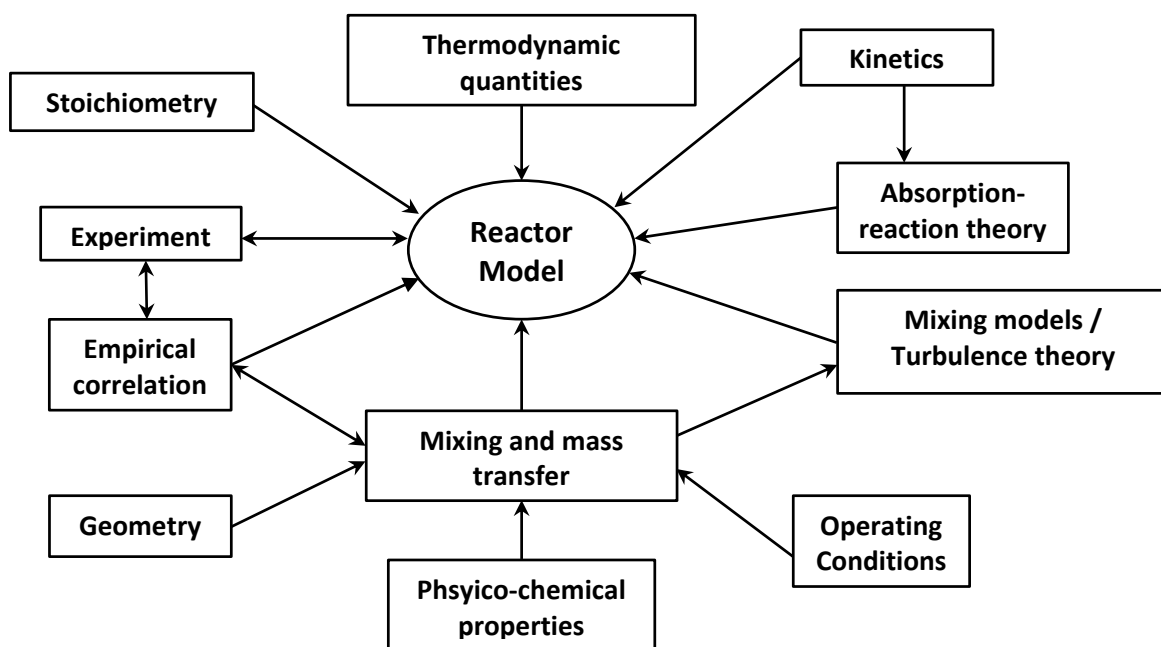 Thermodynamic
quantities
Kinetics
Stoichiometry
Absorption-
reaction theory
Experiment
Reactor
Model
Empirical
correlation
Mixing models /
Turbulence theory
Mixing and mass
transfer
Geometry
Operating
Conditions
Phsyico-chemical
properties